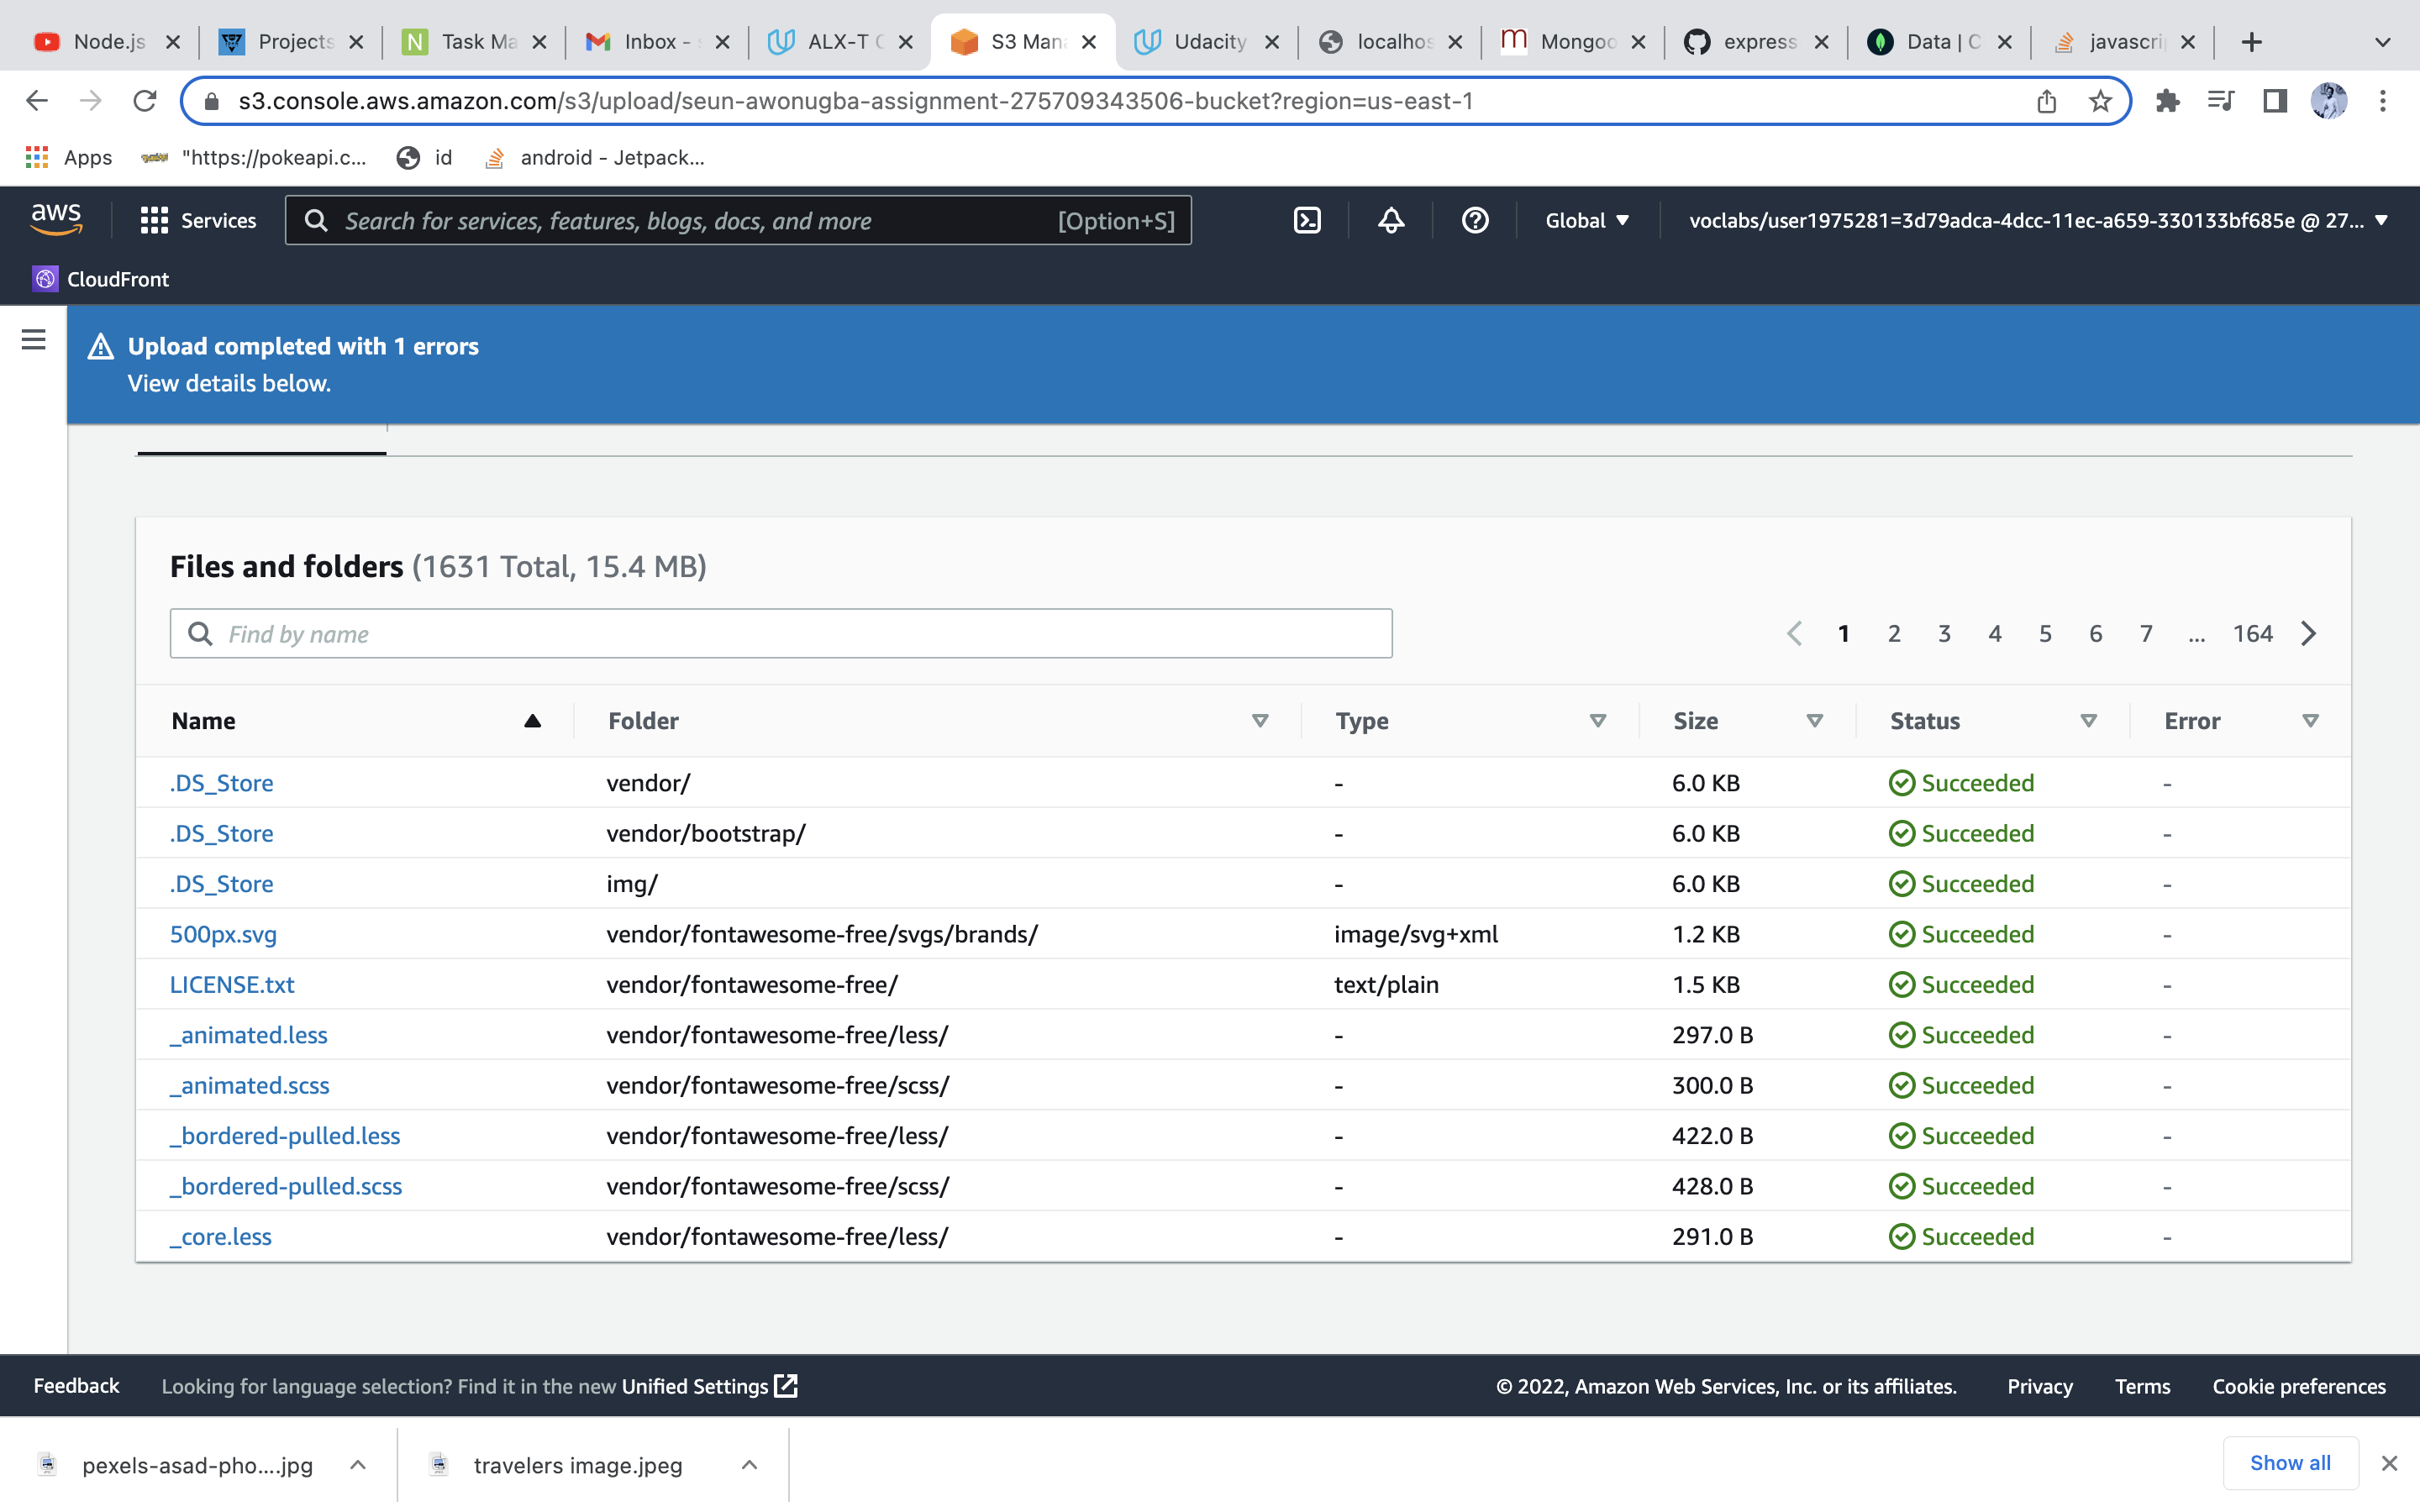 Node.js Projects Task Ma Inbox - ALX-T S3 Man Udacity localhos Mongoo express Data | C javascri
s3.console.aws.amazon.com/s3/upload/seun-awonugba-assignment-275709343506-bucket?region=us-east-1
Apps "https://pokeapi.c... id android - Jetpack...
aws Services Search for services, features, blogs, docs, and more [Option+S] Global voclabs/user1975281=3d79adca-4dcc-11ec-a659-330133bf685e @ 27...
CloudFront
Upload completed with 1 errors
View details below.
Files and folders (1631 Total, 15.4 MB)
Find by name 1 2 3 4 5 6 7 ... 164
Name Folder Type Size Status Error
.DS_Store vendor/ - 6.0 KB Succeeded -
.DS_Store vendor/bootstrap/ - 6.0 KB Succeeded -
.DS_Store img/ - 6.0 KB Succeeded -
500px.svg vendor/fontawesome-free/svgs/brands/ image/svg+xml 1.2 KB Succeeded -
LICENSE.txt vendor/fontawesome-free/ text/plain 1.5 KB Succeeded -
_animated.less vendor/fontawesome-free/less/ - 297.0 B Succeeded -
_animated.scss vendor/fontawesome-free/scss/ - 300.0 B Succeeded -
_bordered-pulled.less vendor/fontawesome-free/less/ - 422.0 B Succeeded -
_bordered-pulled.scss vendor/fontawesome-free/scss/ - 428.0 B Succeeded -
_core.less vendor/fontawesome-free/less/ - 291.0 B Succeeded -
Feedback Looking for language selection? Find it in the new Unified Settings © 2022, Amazon Web Services, Inc. or its affiliates. Privacy Terms Cookie preferences
pexels-asad-pho....jpg travelers image.jpeg Show all